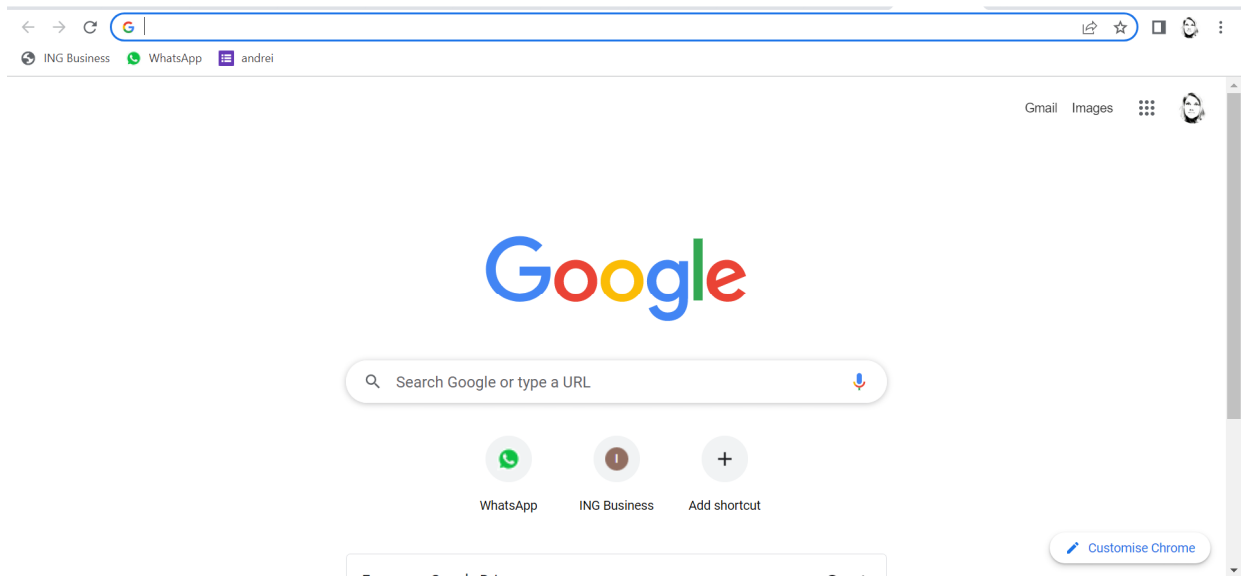 ING Business WhatsApp andrei
Gmail Images
Google
Search Google or type a URL
WhatsApp ING Business Add shortcut
Customise Chrome